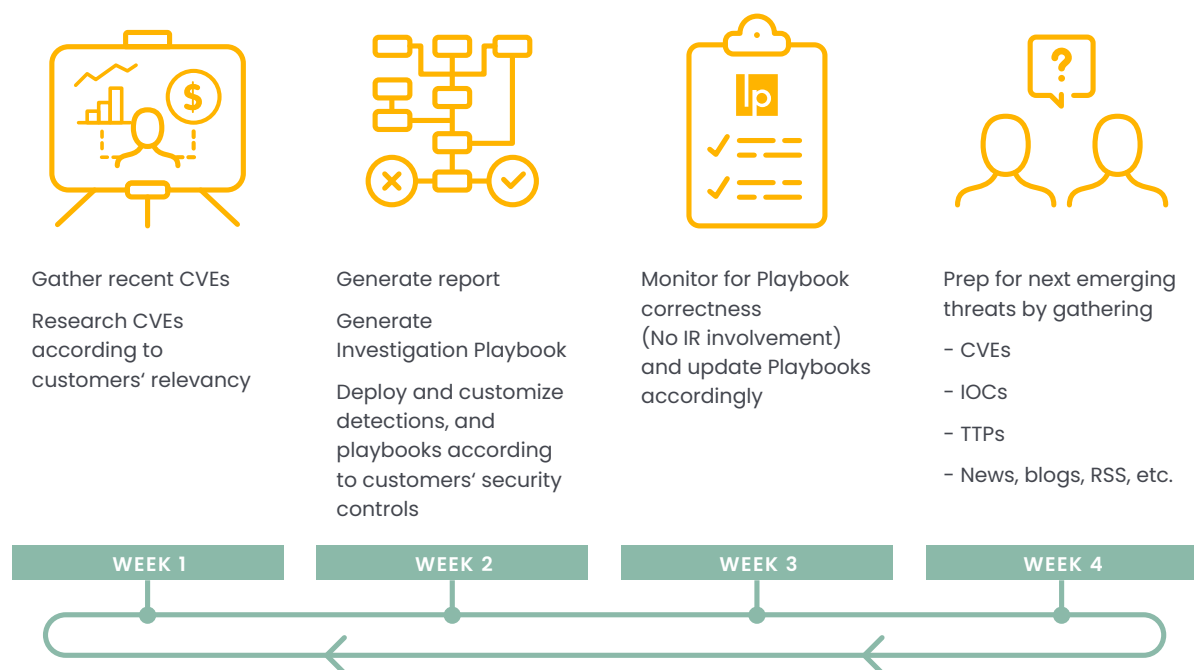 $
lp
?
Gather recent CVEs
Research CVEs
according to
customers‘ relevancy
Generate report
Generate
Investigation Playbook
Deploy and customize
detections, and
playbooks according
to customers‘ security
controls
Monitor for Playbook
correctness
(No IR involvement)
and update Playbooks
accordingly
Prep for next emerging
threats by gathering
- CVEs
- IOCs
- TTPs
- News, blogs, RSS, etc.
WEEK 1
WEEK 2
WEEK 3
WEEK 4